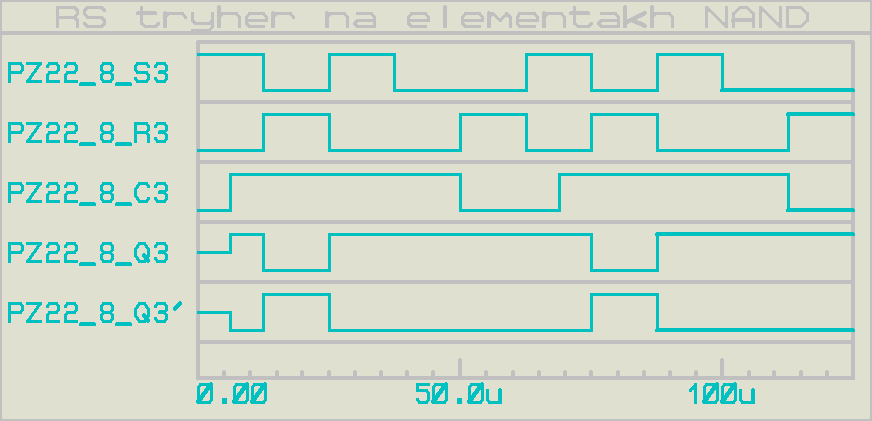 RS tryher na elementakh NAND
PZ22_8_S3
PZ22_8_R3
PZ22_8_C3
PZ22_8_Q3
PZ22_8_Q3′
0.00 50.0u 100u